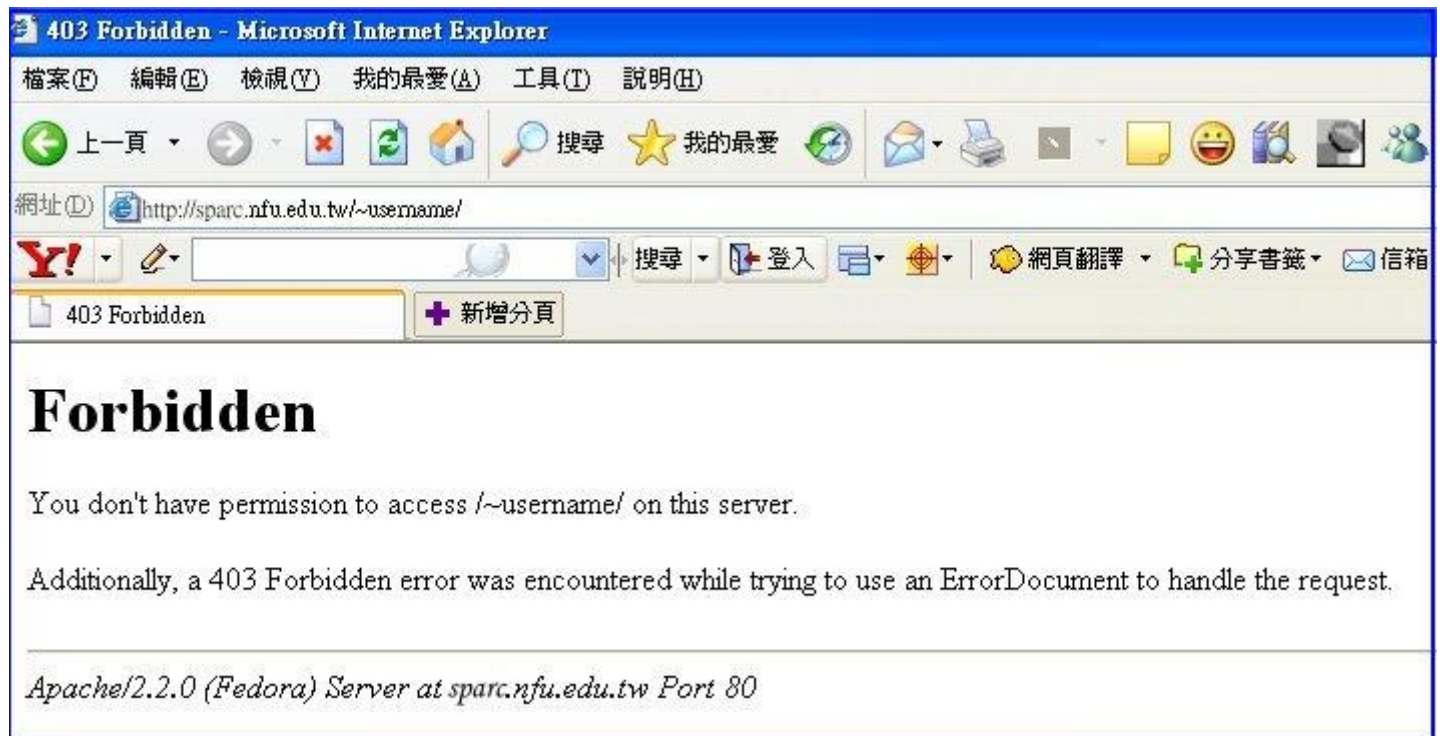 403 Forbidden - Microsoft Internet Explorer
檔案(F) 編輯(E) 檢視(V) 我的最愛(A) 工具(T) 說明(H)
上一頁 搜尋 我的最愛
網址(D) http://sparc.nfu.edu.tw/~username/
Y! 搜尋 登入 網頁翻譯 分享書籤 信箱
403 Forbidden 新增分頁
Forbidden
You don't have permission to access /~username/ on this server.
Additionally, a 403 Forbidden error was encountered while trying to use an ErrorDocument to handle the request.
Apache/2.2.0 (Fedora) Server at sparc.nfu.edu.tw Port 80